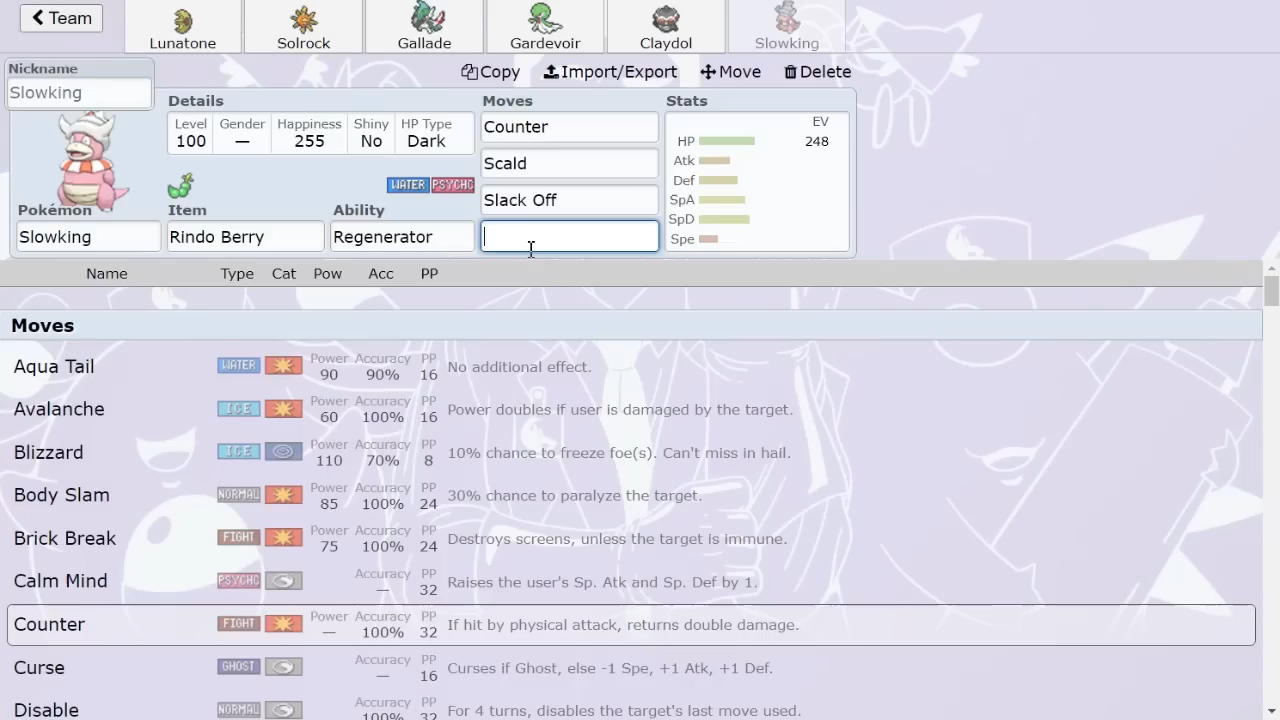 Team
Lunatone
Solrock
Gallade
Gardevoir
Claydol
Slowking
Nickname
Slowking
Copy
Import/Export
Move
Delete
Details
Moves
Stats
Level
Gender
Happiness
Shiny
HP Type
100
—
255
No
Dark
EV
HP 248
Atk
Def
SpA
SpD
Spe
Counter
Scald
Slack Off
WATER PSYCHC
Pokémon
Item
Ability
Slowking
Rindo Berry
Regenerator
Name Type Cat Pow Acc PP
Moves
Aqua Tail WATER Power 90 Accuracy 90% PP 16 No additional effect.
Avalanche ICE Power 60 Accuracy 100% PP 16 Power doubles if user is damaged by the target.
Blizzard ICE Power 110 Accuracy 70% PP 8 10% chance to freeze foe(s). Can't miss in hail.
Body Slam NORMAL Power 85 Accuracy 100% PP 24 30% chance to paralyze the target.
Brick Break FIGHT Power 75 Accuracy 100% PP 24 Destroys screens, unless the target is immune.
Calm Mind PSYCHC Accuracy — PP 32 Raises the user's Sp. Atk and Sp. Def by 1.
Counter FIGHT Power — Accuracy 100% PP 32 If hit by physical attack, returns double damage.
Curse GHOST Accuracy — PP 16 Curses if Ghost, else -1 Spe, +1 Atk, +1 Def.
Disable NORMAL Accuracy 100% PP 32 For 4 turns, disables the target's last move used.